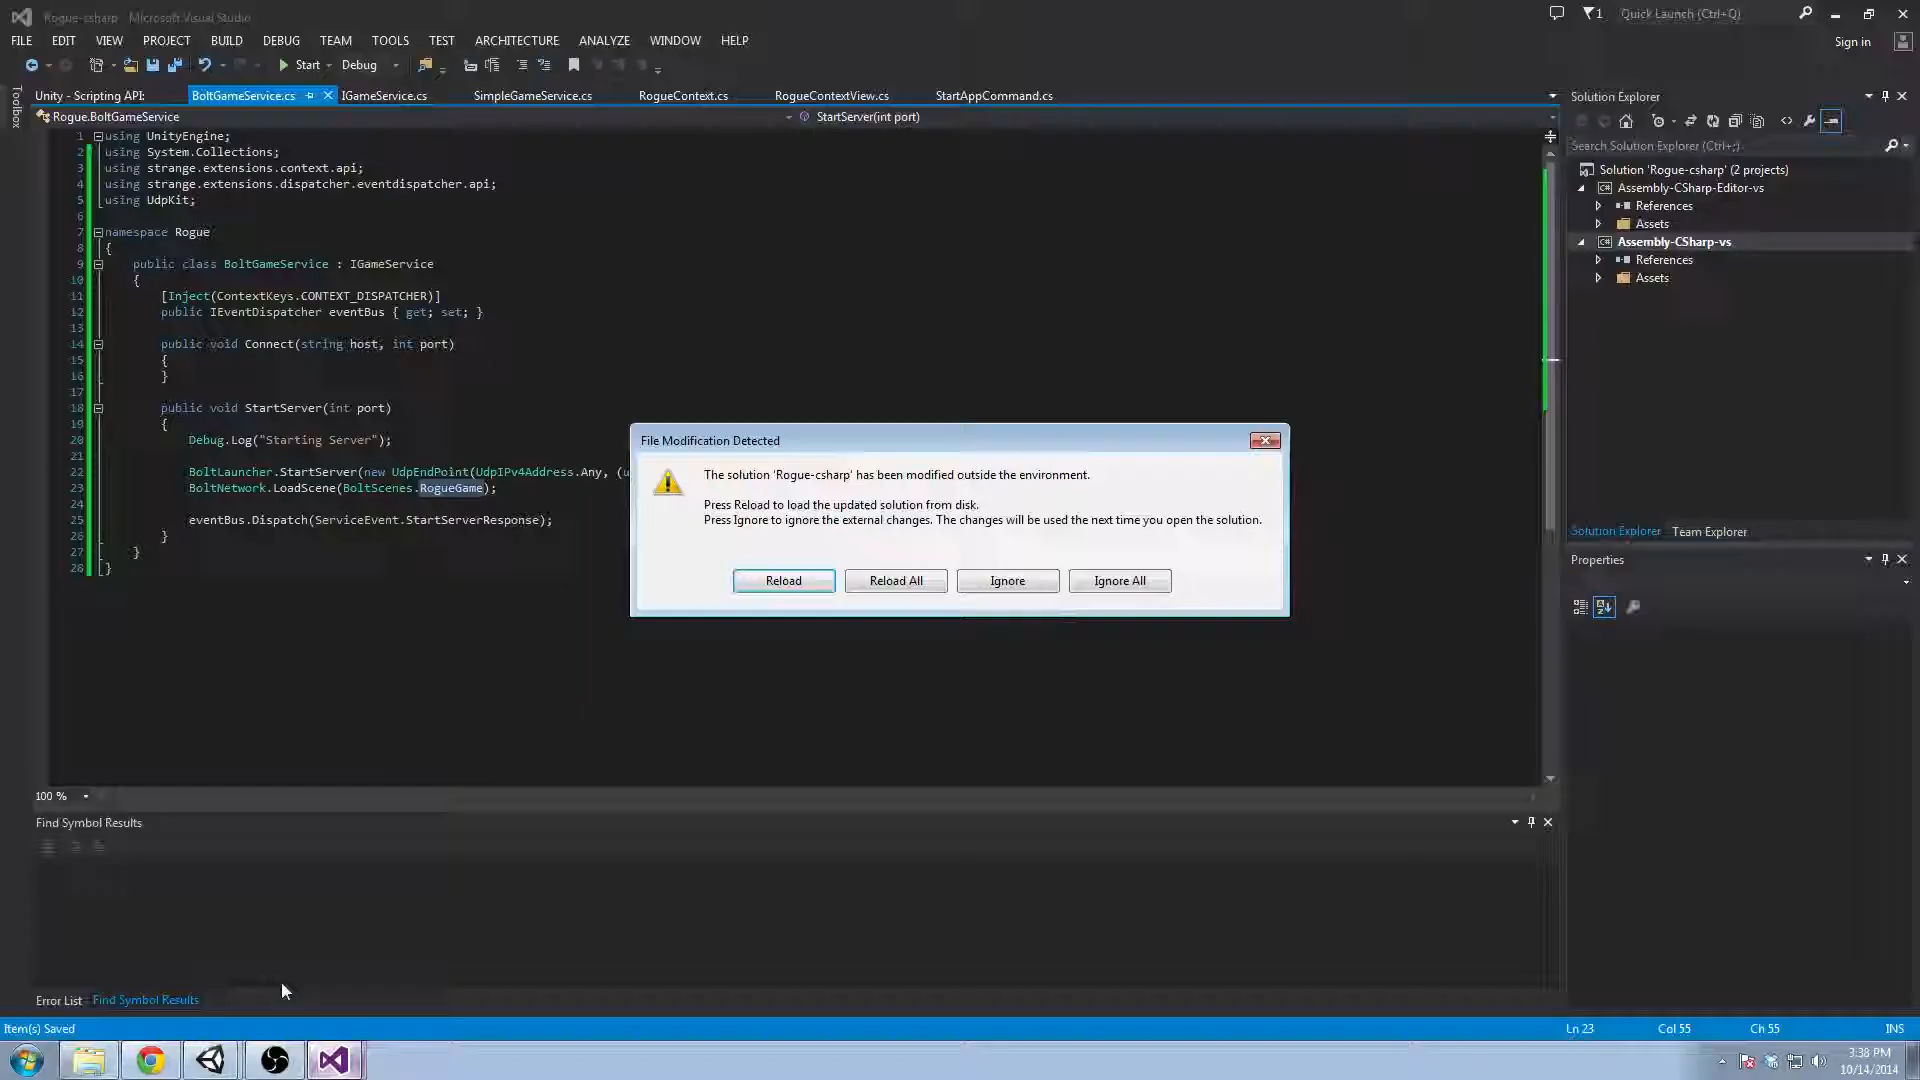 Rogue-csharp - Microsoft Visual Studio
1
Quick Launch (Ctrl+Q)
FILE EDIT VIEW PROJECT BUILD DEBUG TEAM TOOLS TEST ARCHITECTURE ANALYZE WINDOW HELP
Sign in
Start Debug
Toolbox
Unity - Scripting API: BoltGameService.cs IGameService.cs SimpleGameService.cs RogueContext.cs RogueContextView.cs StartAppCommand.cs
Rogue.BoltGameService StartServer(int port)
1 using UnityEngine;
2 using System.Collections;
3 using strange.extensions.context.api;
4 using strange.extensions.dispatcher.eventdispatcher.api;
5 using UdpKit;
6
7 namespace Rogue
8 {
9 public class BoltGameService : IGameService
10 {
11 [Inject(ContextKeys.CONTEXT_DISPATCHER)]
12 public IEventDispatcher eventBus { get; set; }
13
14 public void Connect(string host, int port)
15 {
16 }
17
18 public void StartServer(int port)
19 {
20 Debug.Log("Starting Server");
21
22 BoltLauncher.StartServer(new UdpEndPoint(UdpIPv4Address.Any, (u
23 BoltNetwork.LoadScene(BoltScenes.RogueGame);
24
25 eventBus.Dispatch(ServiceEvent.StartServerResponse);
26 }
27 }
28 }
File Modification Detected
The solution 'Rogue-csharp' has been modified outside the environment.
Press Reload to load the updated solution from disk.
Press Ignore to ignore the external changes. The changes will be used the next time you open the solution.
Reload Reload All Ignore Ignore All
Solution Explorer
Search Solution Explorer (Ctrl+;)
Solution 'Rogue-csharp' (2 projects)
C# Assembly-CSharp-Editor-vs
References
Assets
C# Assembly-CSharp-vs
References
Assets
Solution Explorer Team Explorer
Properties
100 %
Find Symbol Results
Error List Find Symbol Results
Item(s) Saved
Ln 23 Col 55 Ch 55 INS
3:38 PM
10/14/2014